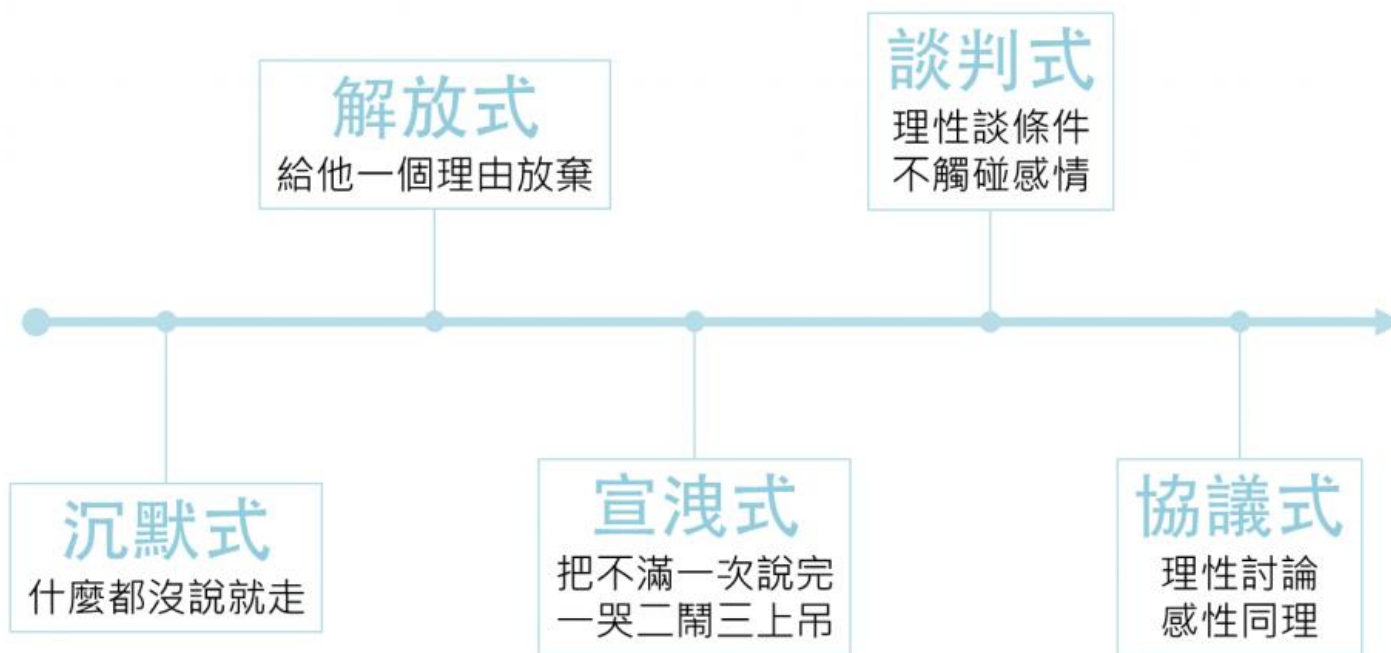 解放式
給他一個理由放棄
談判式
理性談條件
不觸碰感情
沉默式
什麼都沒說就走
宣洩式
把不滿一次說完
一哭二鬧三上吊
協議式
理性討論
感性同理